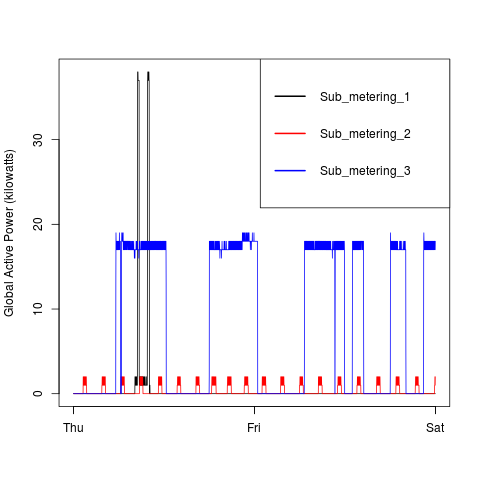 Sub_metering_1
Sub_metering_2
Sub_metering_3
Global Active Power (kilowatts)
30
20
10
0
Thu Fri Sat